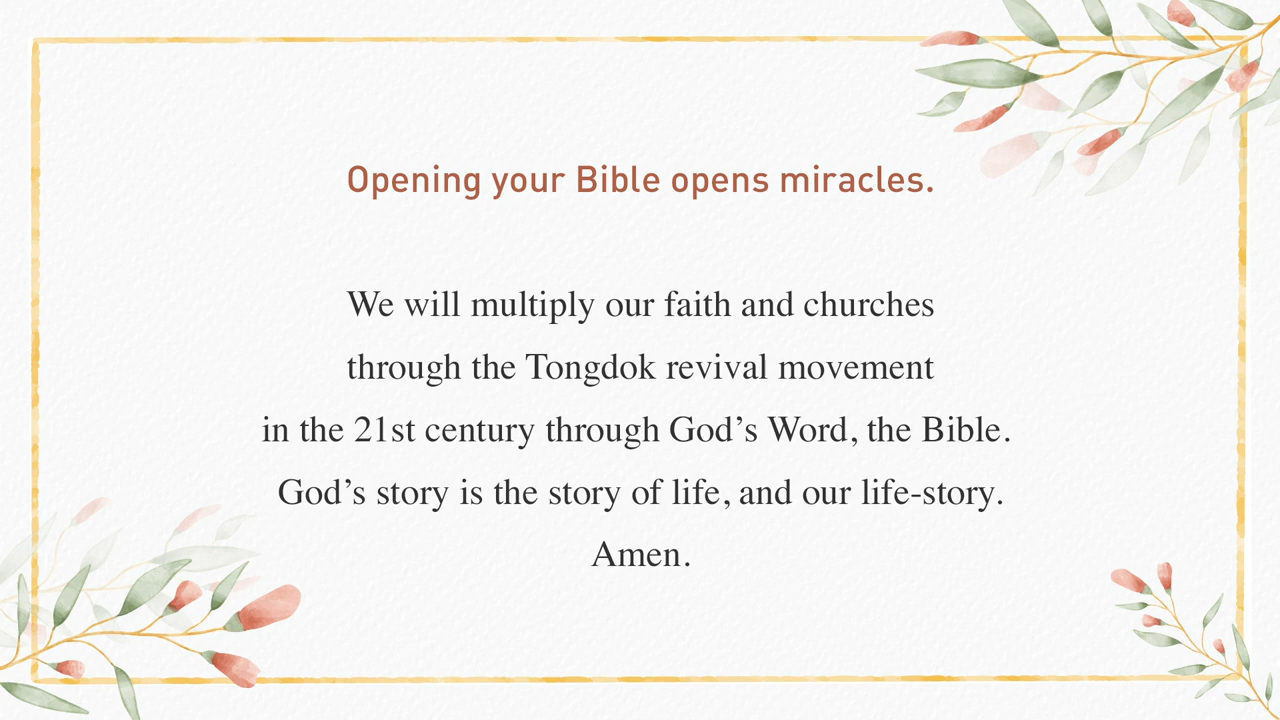 Opening your Bible opens miracles.
We will multiply our faith and churches
through the Tongdok revival movement
in the 21st century through God’s Word, the Bible.
God’s story is the story of life, and our life-story.
Amen.